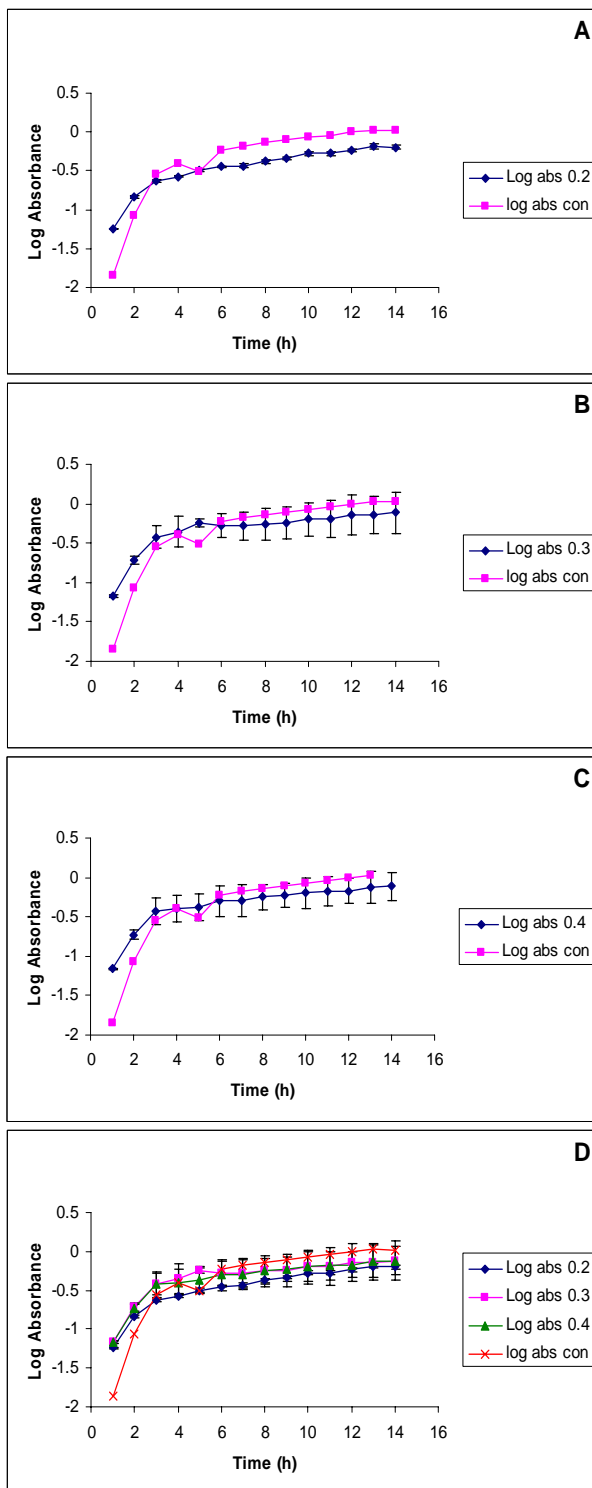 A
Log Absorbance
0.5
0
-0.5
-1
-1.5
-2
0 2 4 6 8 10 12 14 16
Time (h)
Log abs 0.2
log abs con
B
Log Absorbance
0.5
0
-0.5
-1
-1.5
-2
0 2 4 6 8 10 12 14 16
Time (h)
Log abs 0.3
log abs con
C
Log Absorbance
0.5
0
-0.5
-1
-1.5
-2
0 2 4 6 8 10 12 14 16
Time (h)
Log abs 0.4
Log abs con
D
Log Absorbance
0.5
0
-0.5
-1
-1.5
-2
0 2 4 6 8 10 12 14 16
Time (h)
Log abs 0.2
Log abs 0.3
Log abs 0.4
log abs con